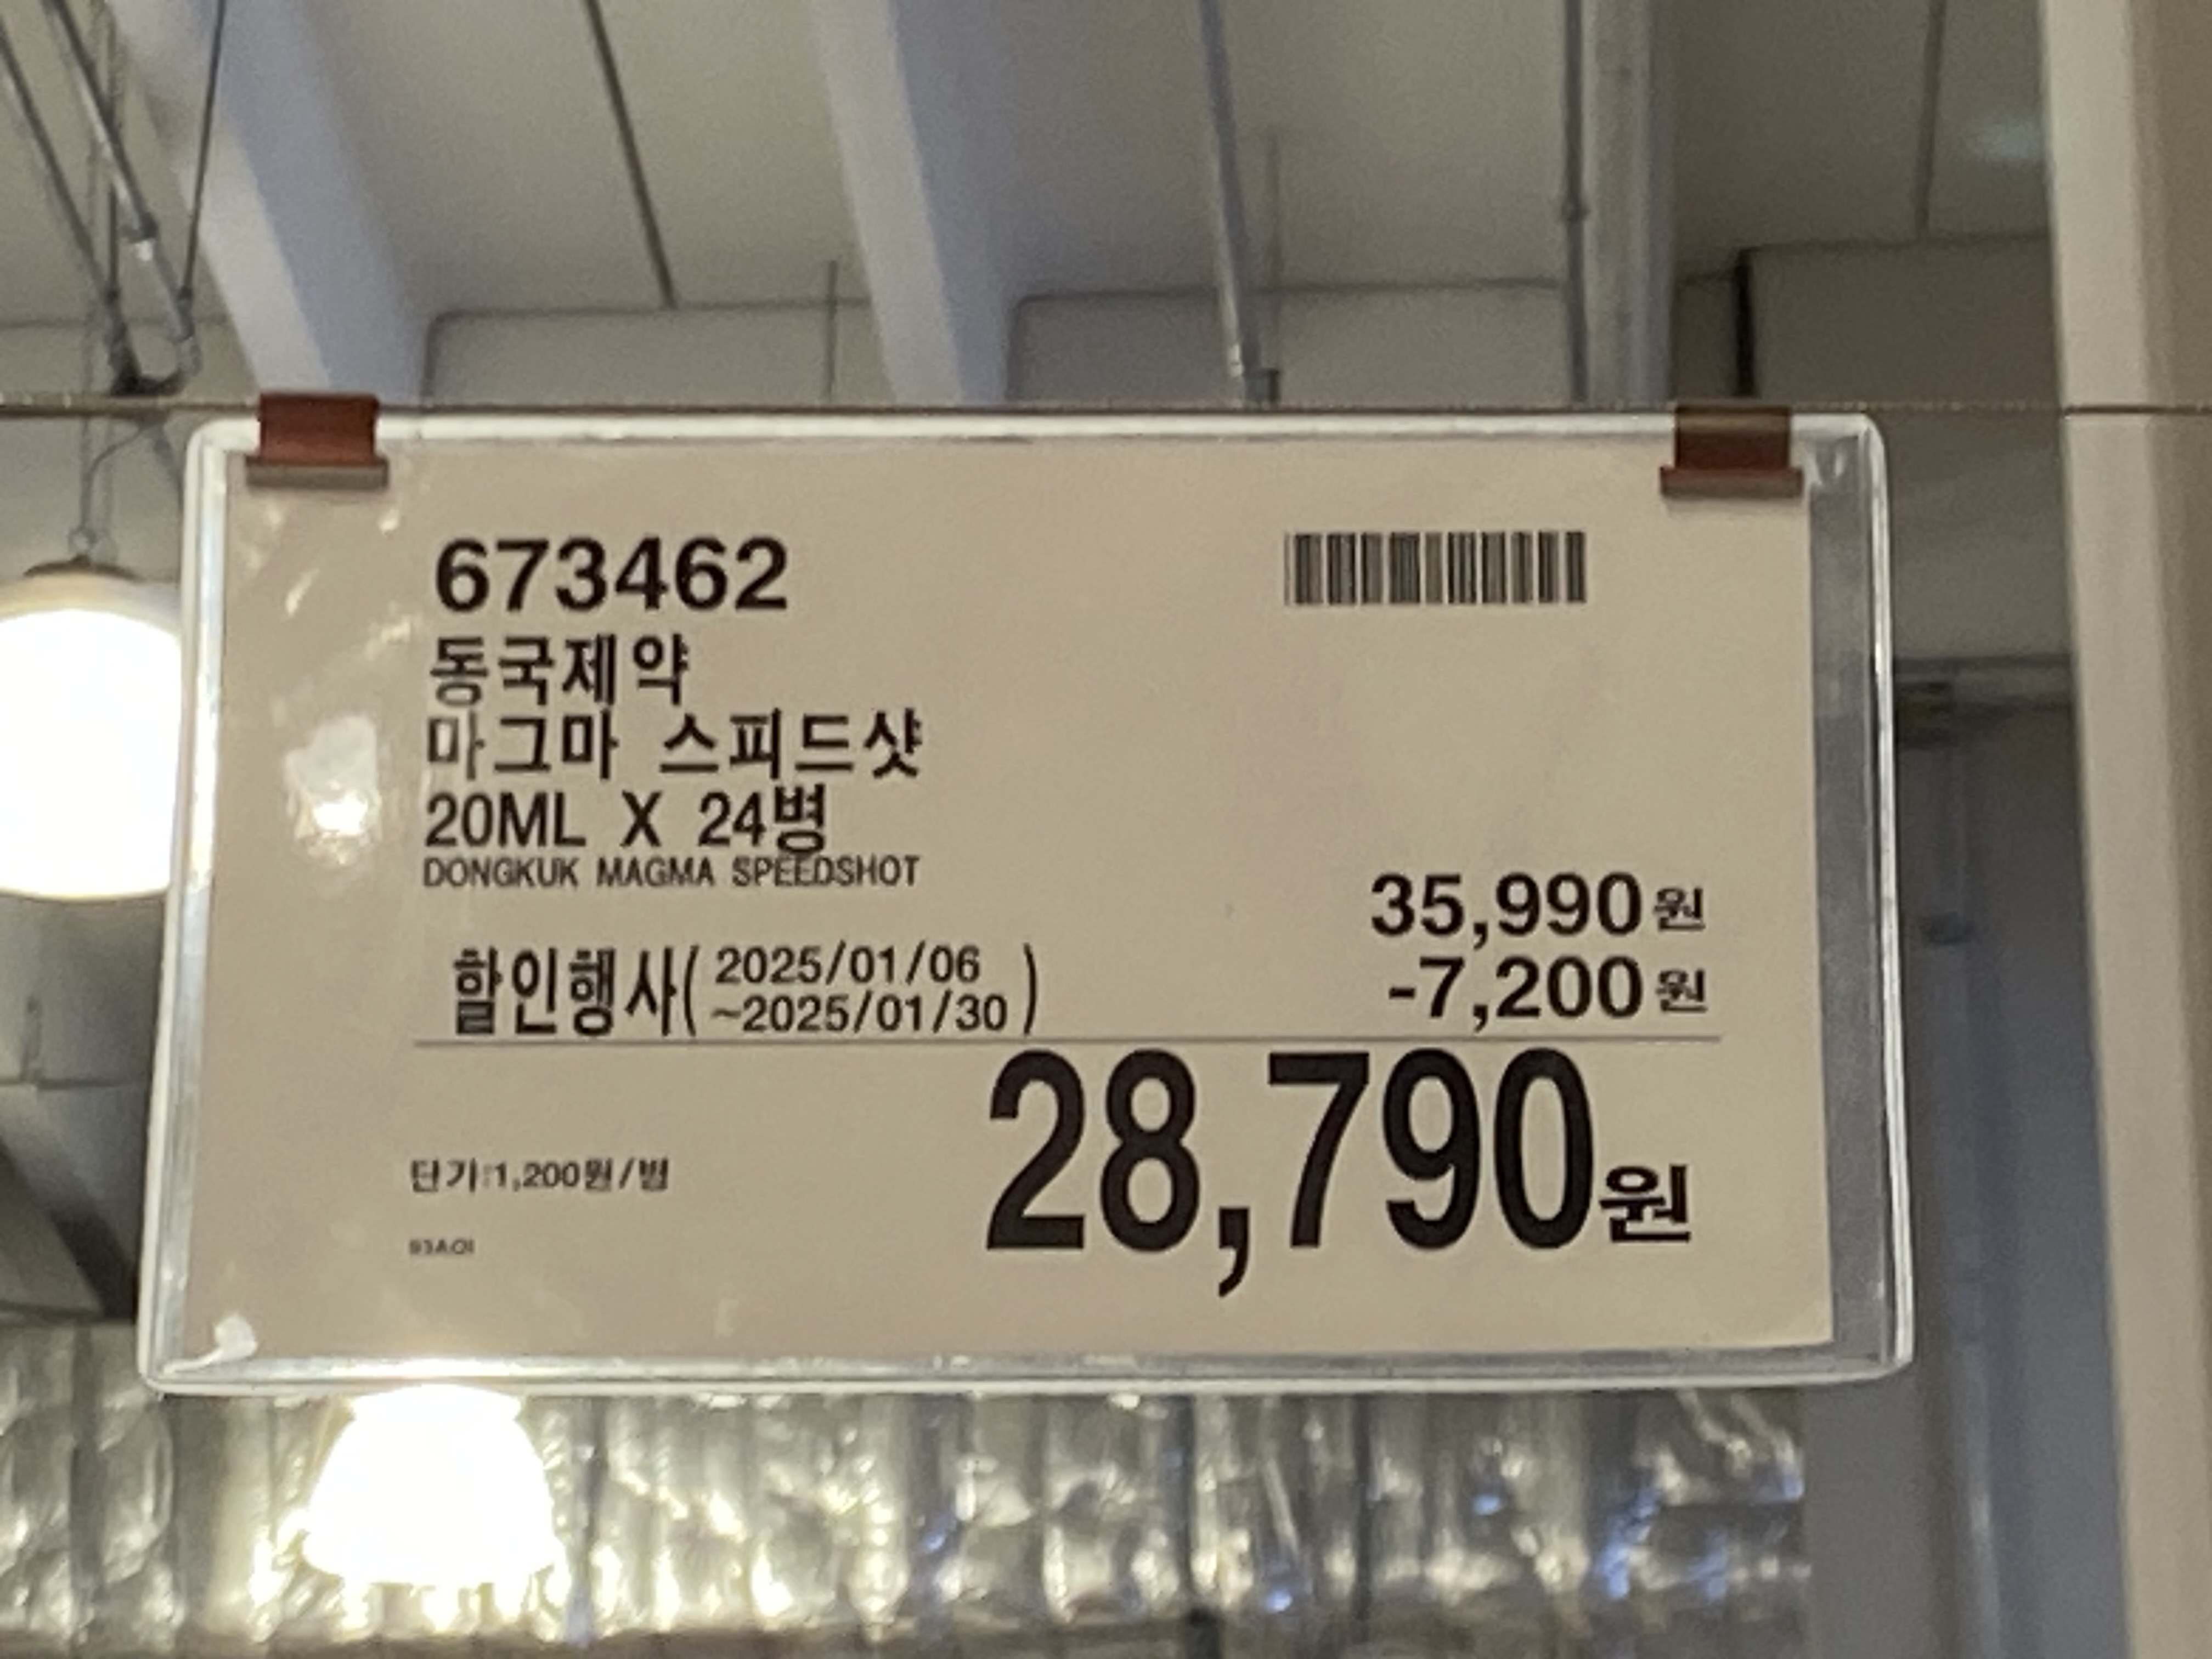 673462
동국제약
마그마 스피드샷
20ML X 24병
DONGKUK MAGMA SPEEDSHOT
35,990원
할인행사( 2025/01/06
~2025/01/30 )
-7,200원
28,790원
단가:1,200원/병